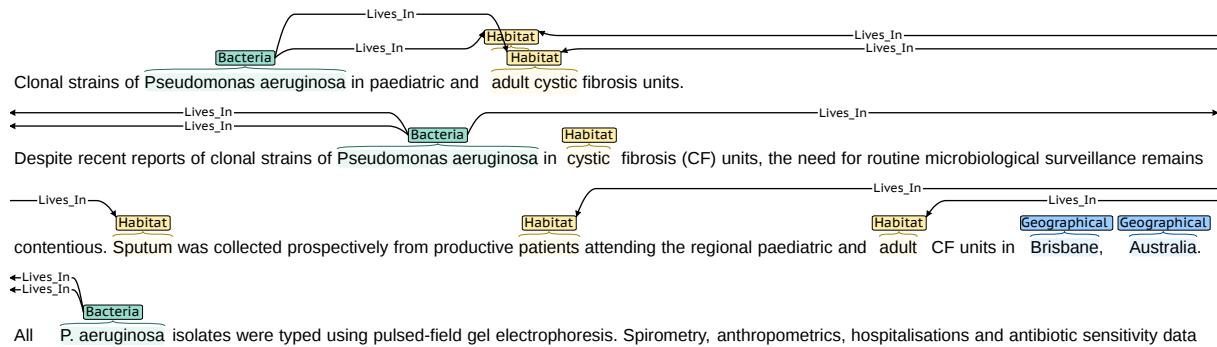 Lives_In
Lives_In Habitat Lives_In
Bacteria Habitat Lives_In
Clonal strains of Pseudomonas aeruginosa in paediatric and adult cystic fibrosis units.
Lives_In Lives_In
Lives_In
Bacteria Habitat
Despite recent reports of clonal strains of Pseudomonas aeruginosa in cystic fibrosis (CF) units, the need for routine microbiological surveillance remains
Lives_In
Lives_In Lives_In
Habitat Habitat Habitat Geographical Geographical
contentious. Sputum was collected prospectively from productive patients attending the regional paediatric and adult CF units in Brisbane, Australia.
Lives_In
Lives_In
Bacteria
All P. aeruginosa isolates were typed using pulsed-field gel electrophoresis. Spirometry, anthropometrics, hospitalisations and antibiotic sensitivity data